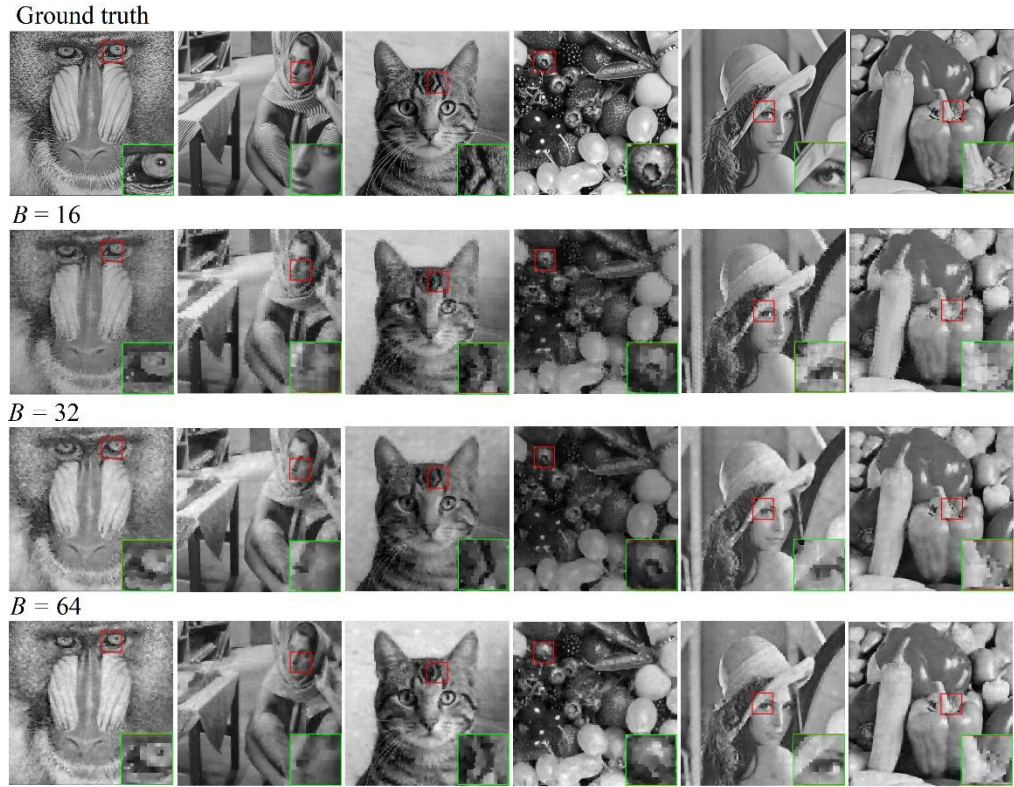 Ground truth
B = 16
B = 32
B = 64